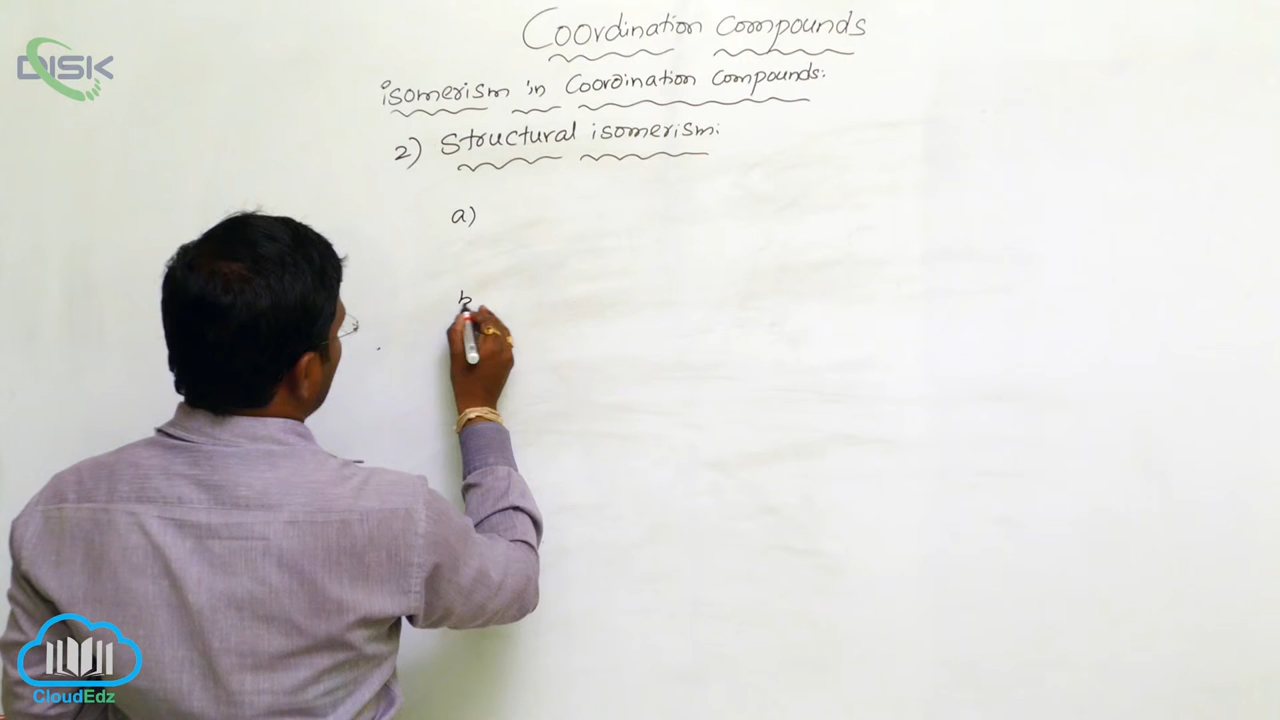 Coordination Compounds
DISK
isomerism in Coordination Compounds:
2) Structural isomerism:
a)
b
CloudEdz